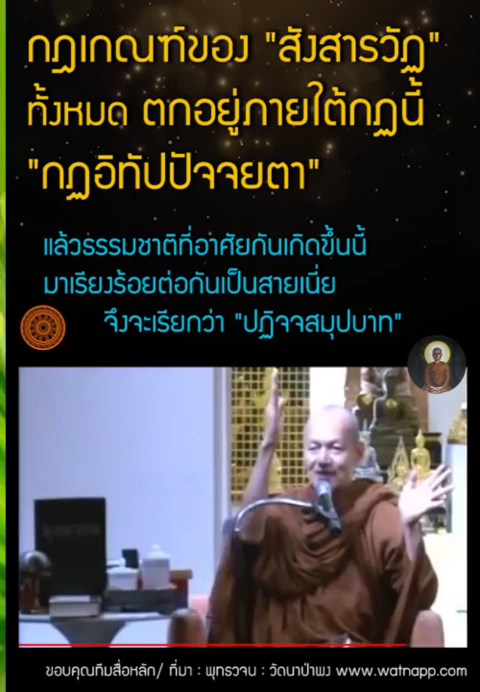 กฎเกณฑ์ของ "สังสารวัฏ"
ทั้งหมด ตกอยู่ภายใต้กฎนี้
"กฎอิทัปปัจจยตา"
แล้วธรรมชาติที่อาศัยกันเกิดขึ้นนี้
มาเรียงร้อยต่อกันเป็นสายเนี่ย
จึงจะเรียกว่า "ปฏิจจสมุปบาท"
ขอบคุณทีมสื่อหลัก/ ที่มา : พุทธวจน : วัดนาป่าพง www.watnapp.com